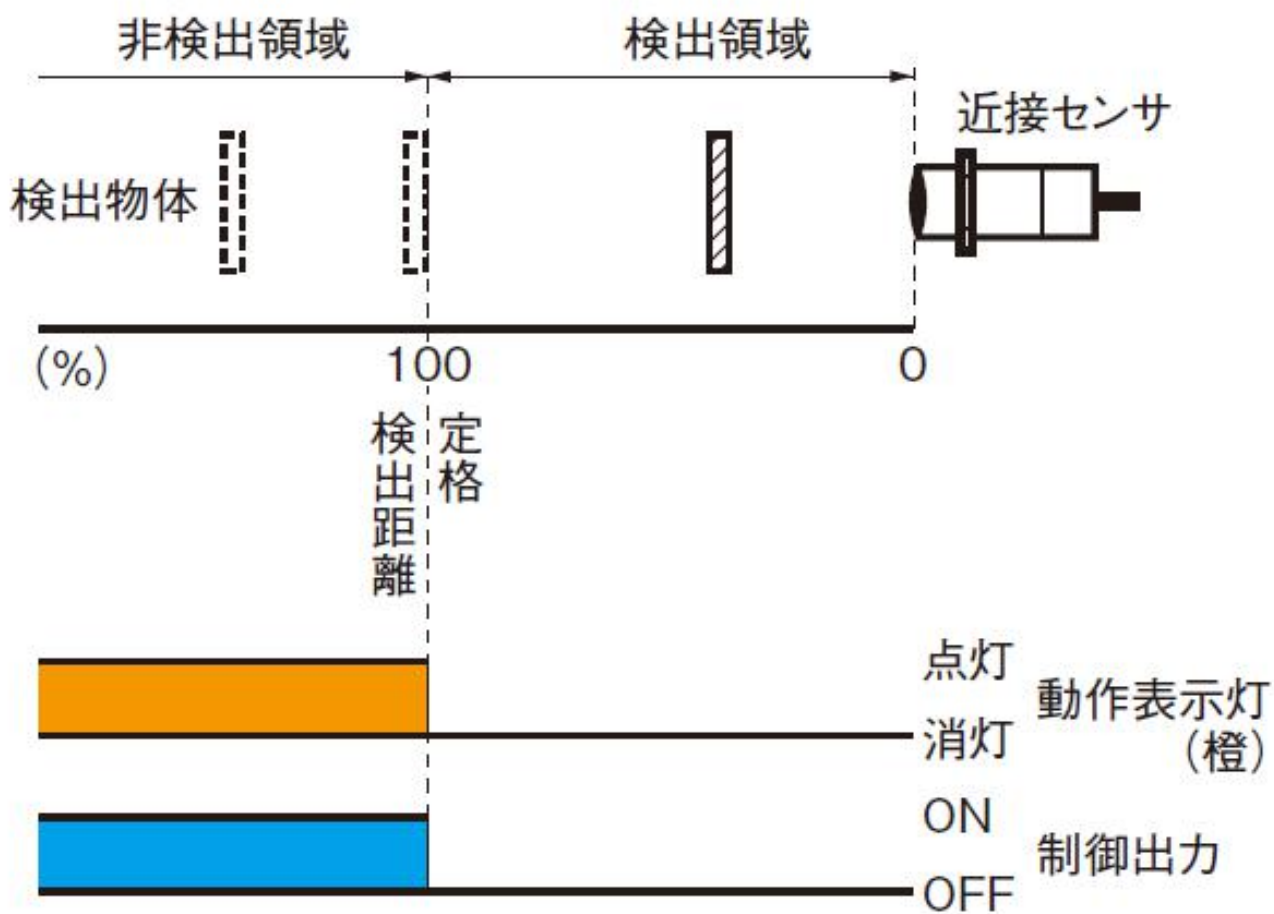 非検出領域
検出領域
近接センサ
検出物体
(%)
100
0
定格
検出距離
点灯
消灯
動作表示灯
(橙)
ON
OFF
制御出力